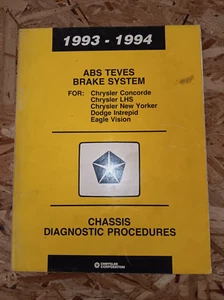 1993 - 1994
ABS TEVES
BRAKE SYSTEM
FOR: Chrysler Concorde
Chrysler LHS
Chrysler New Yorker
Dodge Intrepid
Eagle Vision
CHASSIS
DIAGNOSTIC PROCEDURES
CHRYSLER
CORPORATION